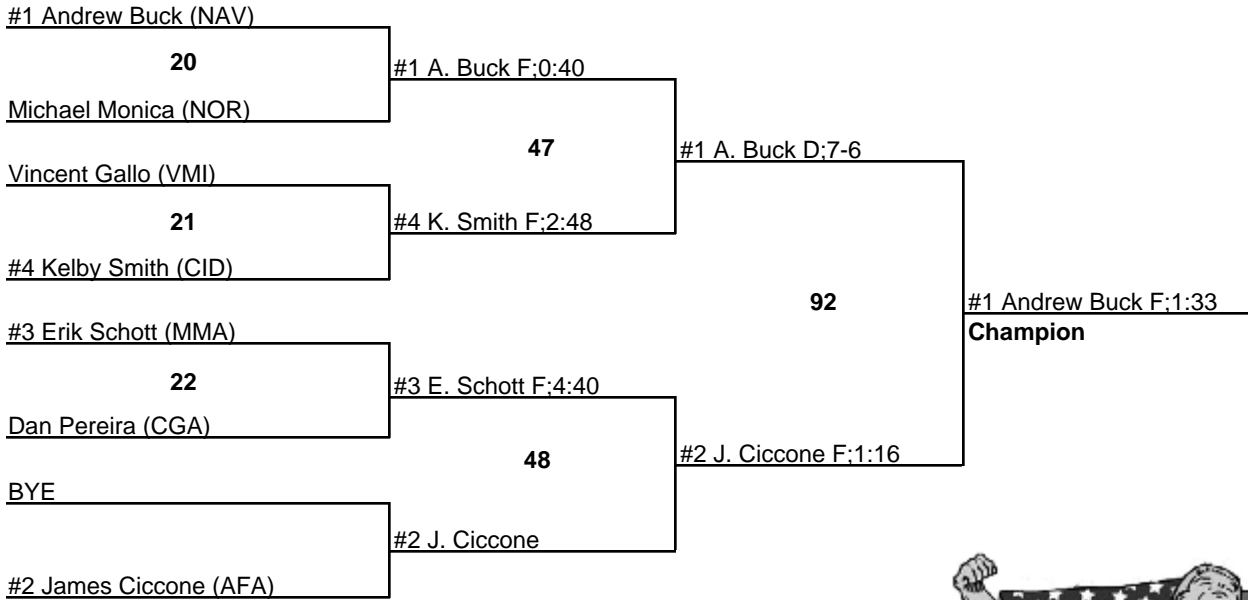 #1 Andrew Buck (NAV)
20
#1 A. Buck F;0:40
Michael Monica (NOR)
47
#1 A. Buck D;7-6
Vincent Gallo (VMI)
21
#4 K. Smith F;2:48
#4 Kelby Smith (CID)
92
#1 Andrew Buck F;1:33
Champion
#3 Erik Schott (MMA)
22
#3 E. Schott F;4:40
Dan Pereira (CGA)
48
#2 J. Ciccone F;1:16
BYE
#2 J. Ciccone
#2 James Ciccone (AFA)